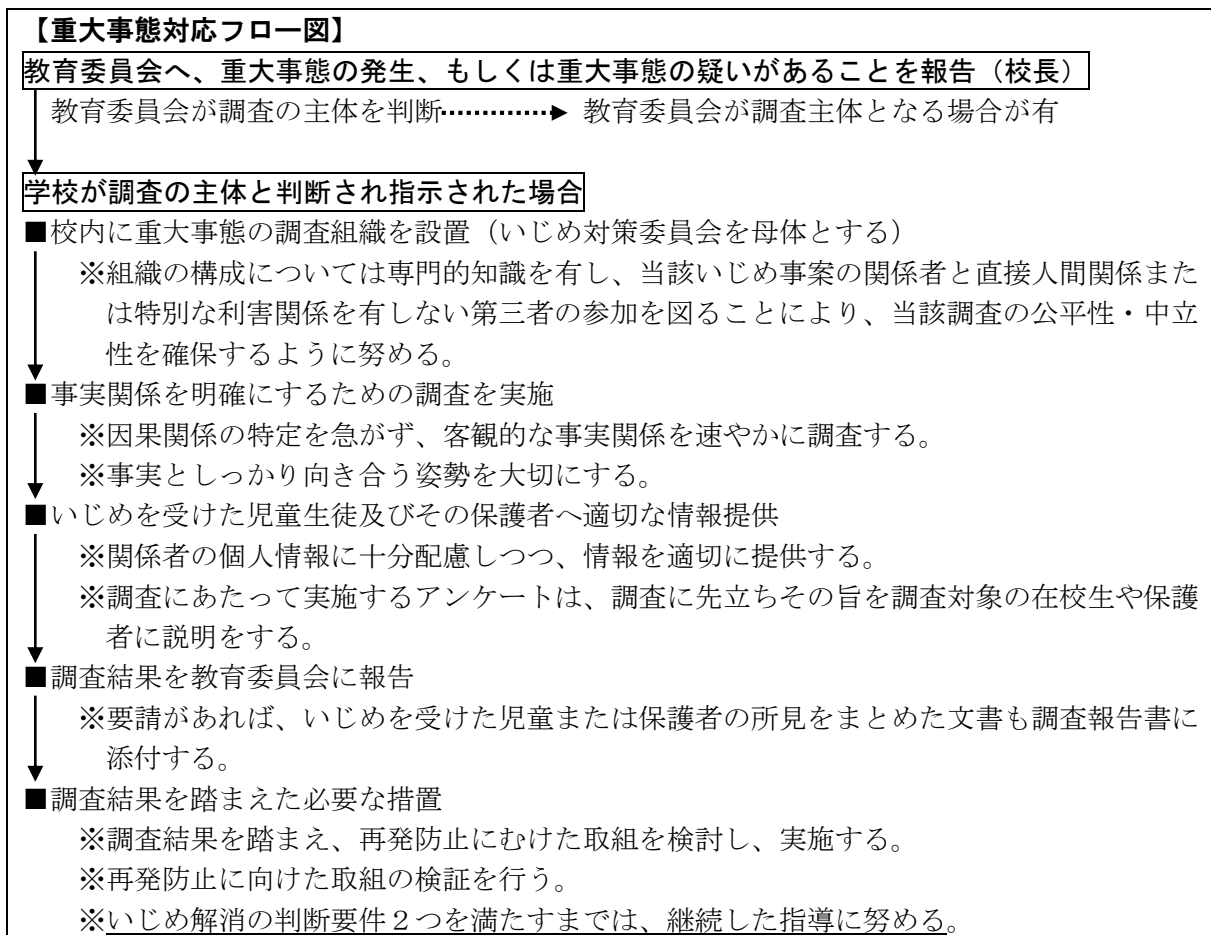 【重大事態対応フロー図】
教育委員会へ、重大事態の発生、もしくは重大事態の疑いがあることを報告（校長）
教育委員会が調査の主体を判断 教育委員会が調査主体となる場合が有
学校が調査の主体と判断され指示された場合
■校内に重大事態の調査組織を設置（いじめ対策委員会を母体とする）
※組織の構成については専門的知識を有し、当該いじめ事案の関係者と直接人間関係また
は特別な利害関係を有しない第三者の参加を図ることにより、当該調査の公平性・中立
性を確保するように努める。
■事実関係を明確にするための調査を実施
※因果関係の特定を急がず、客観的な事実関係を速やかに調査する。
※事実としっかり向き合う姿勢を大切にする。
■いじめを受けた児童生徒及びその保護者へ適切な情報提供
※関係者の個人情報に十分配慮しつつ、情報を適切に提供する。
※調査にあたって実施するアンケートは、調査に先立ちその旨を調査対象の在校生や保護
者に説明をする。
■調査結果を教育委員会に報告
※要請があれば、いじめを受けた児童または保護者の所見をまとめた文書も調査報告書に
添付する。
■調査結果を踏まえた必要な措置
※調査結果を踏まえ、再発防止にむけた取組を検討し、実施する。
※再発防止に向けた取組の検証を行う。
※いじめ解消の判断要件２つを満たすまでは、継続した指導に努める。